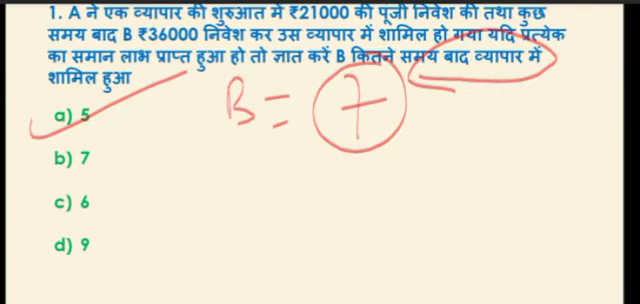 1. A ने एक व्यापार की शुरुआत मे ₹21000 की पूंजी निवेश की तथा कुछ
समय बाद B ₹36000 निवेश कर उस व्यापार में शामिल हो गया यदि प्रत्येक
का समान लाभ प्राप्त हुआ हो तो ज्ञात करें B कितने समय बाद व्यापार में
शामिल हुआ
a) 5
B = 7
b) 7
c) 6
d) 9